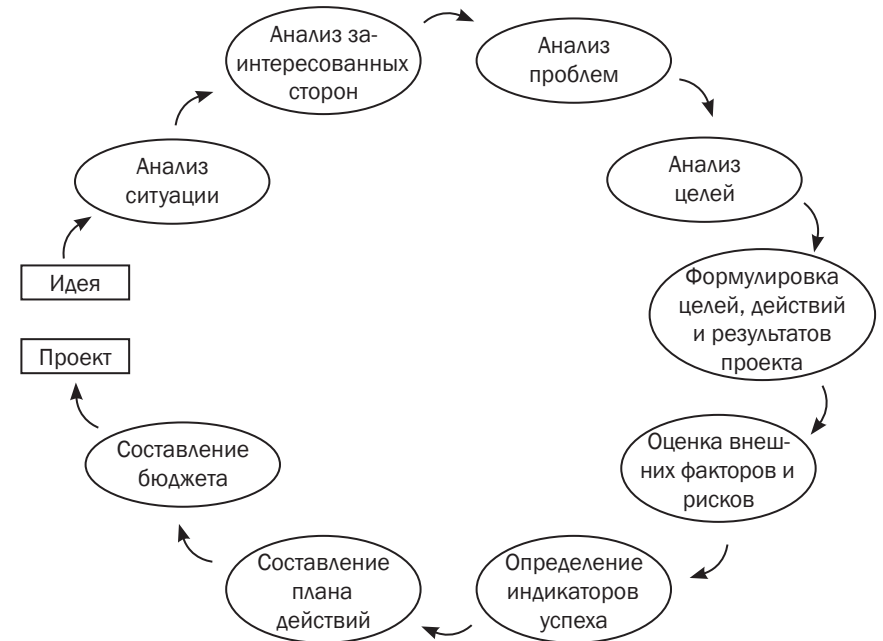 Анализ за-
интересованных
сторон
Анализ
проблем
Анализ
целей
Формулировка
целей, действий
и результатов
проекта
Оценка внеш-
них факторов и
рисков
Определение
индикаторов
успеха
Составление
плана
действий
Составление
бюджета
Проект
Идея
Анализ
ситуации